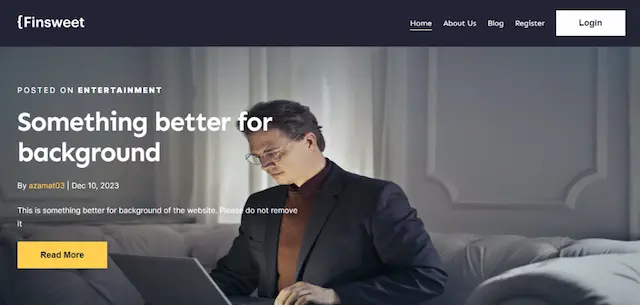 {Finsweet
Home About Us Blog Register Login
POSTED ON ENTERTAINMENT
Something better for
background
By azamat03 | Dec 10, 2023
This is something better for background of the website. Please do not remove
it
Read More